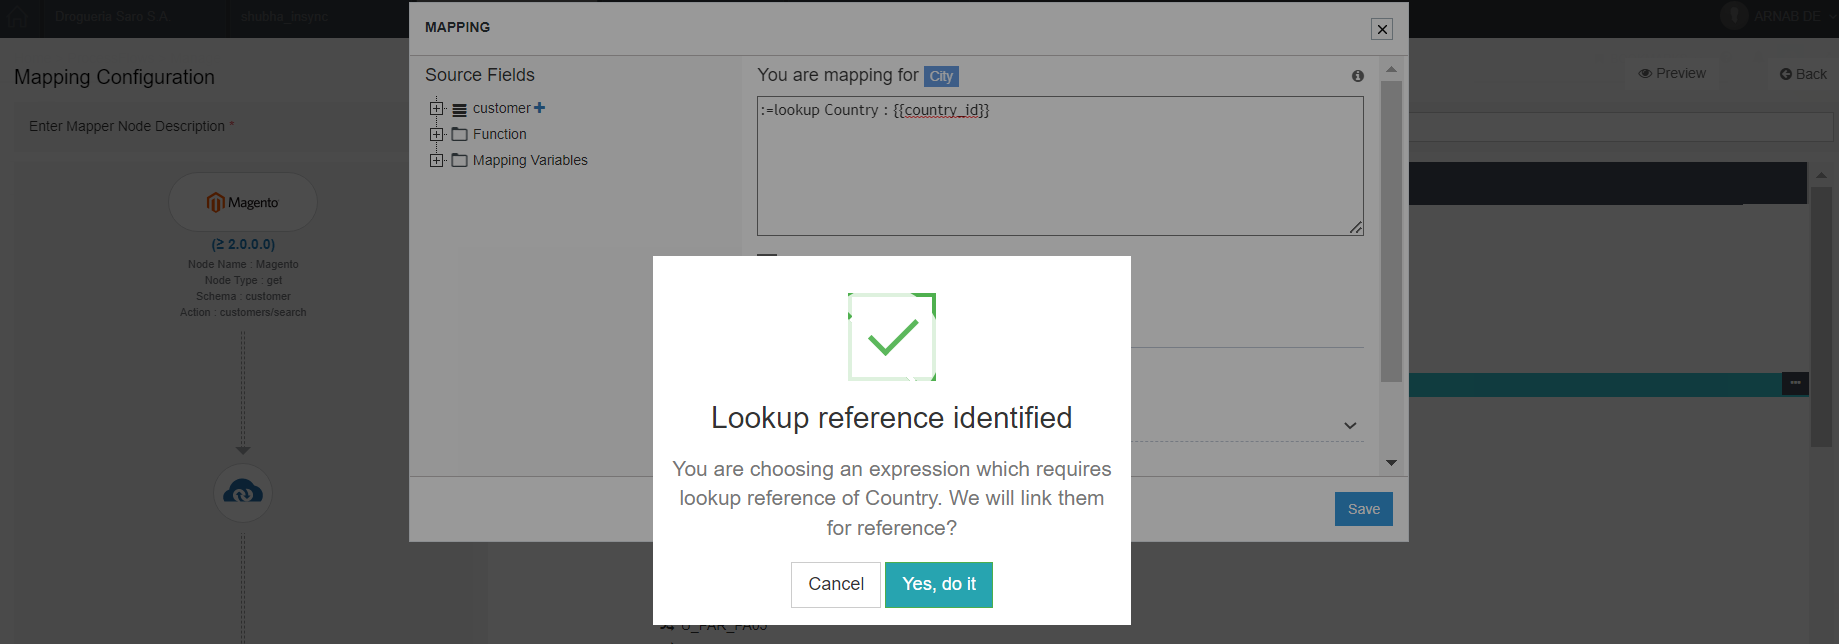 Drogueria Saro S.A
shubha_insync
ARNAB DE
MAPPING
Mapping Configuration
Source Fields
You are mapping for City
Preview
Back
Enter Mapper Node Description *
customer
Function
Mapping Variables
:=lookup Country : {{country_id}}
Magento
(≥ 2.0.0.0)
Node Name : Magento
Node Type : get
Schema : customer
Action : customers/search
Lookup reference identified
You are choosing an expression which requires
lookup reference of Country. We will link them
for reference?
Save
Cancel
Yes, do it